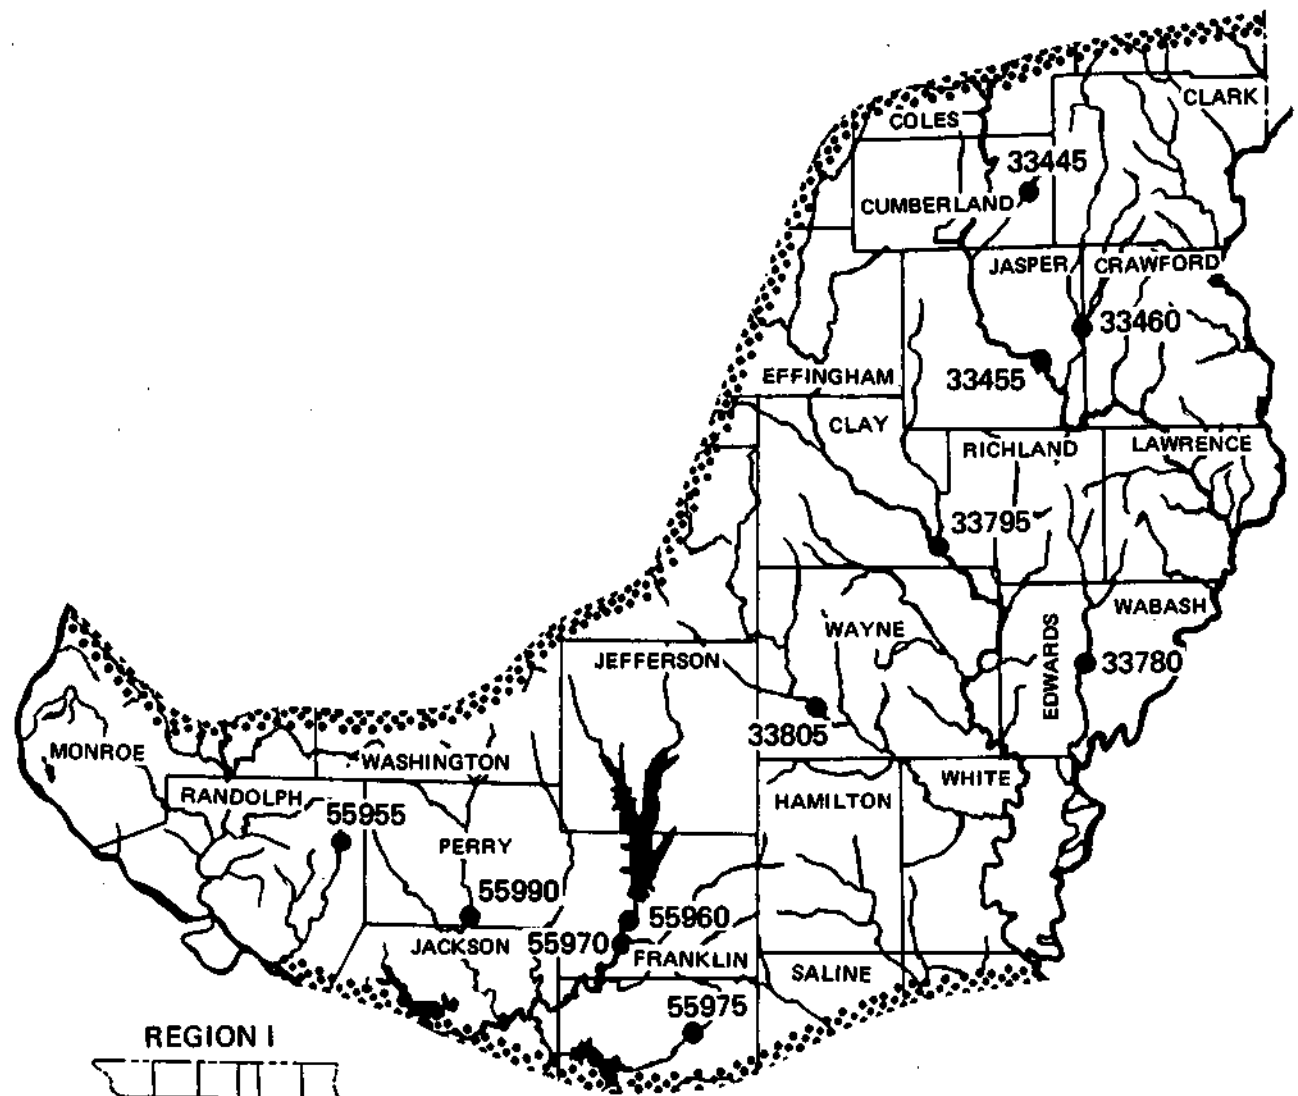 CLARK
COLES
33445
CUMBERLAND
JASPER
CRAWFORD
33460
33455
EFFINGHAM
CLAY
RICHLAND
LAWRENCE
33795
WABASH
EDWARDS
WAYNE
33780
JEFFERSON
33805
MONROE
WASHINGTON
WHITE
RANDOLPH
HAMILTON
55955
PERRY
55990
55960
55970
JACKSON
FRANKLIN
SALINE
55975
REGION I